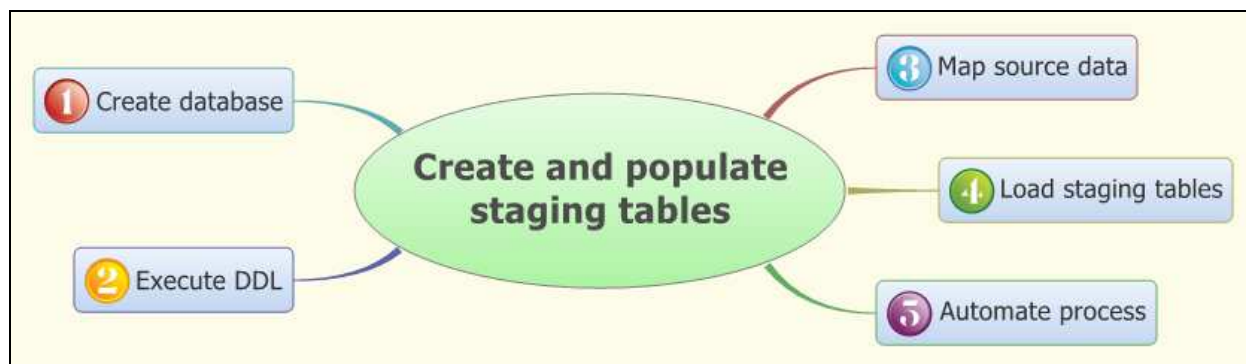 1 Create database
2 Execute DDL
Create and populate
staging tables
3 Map source data
4 Load staging tables
5 Automate process